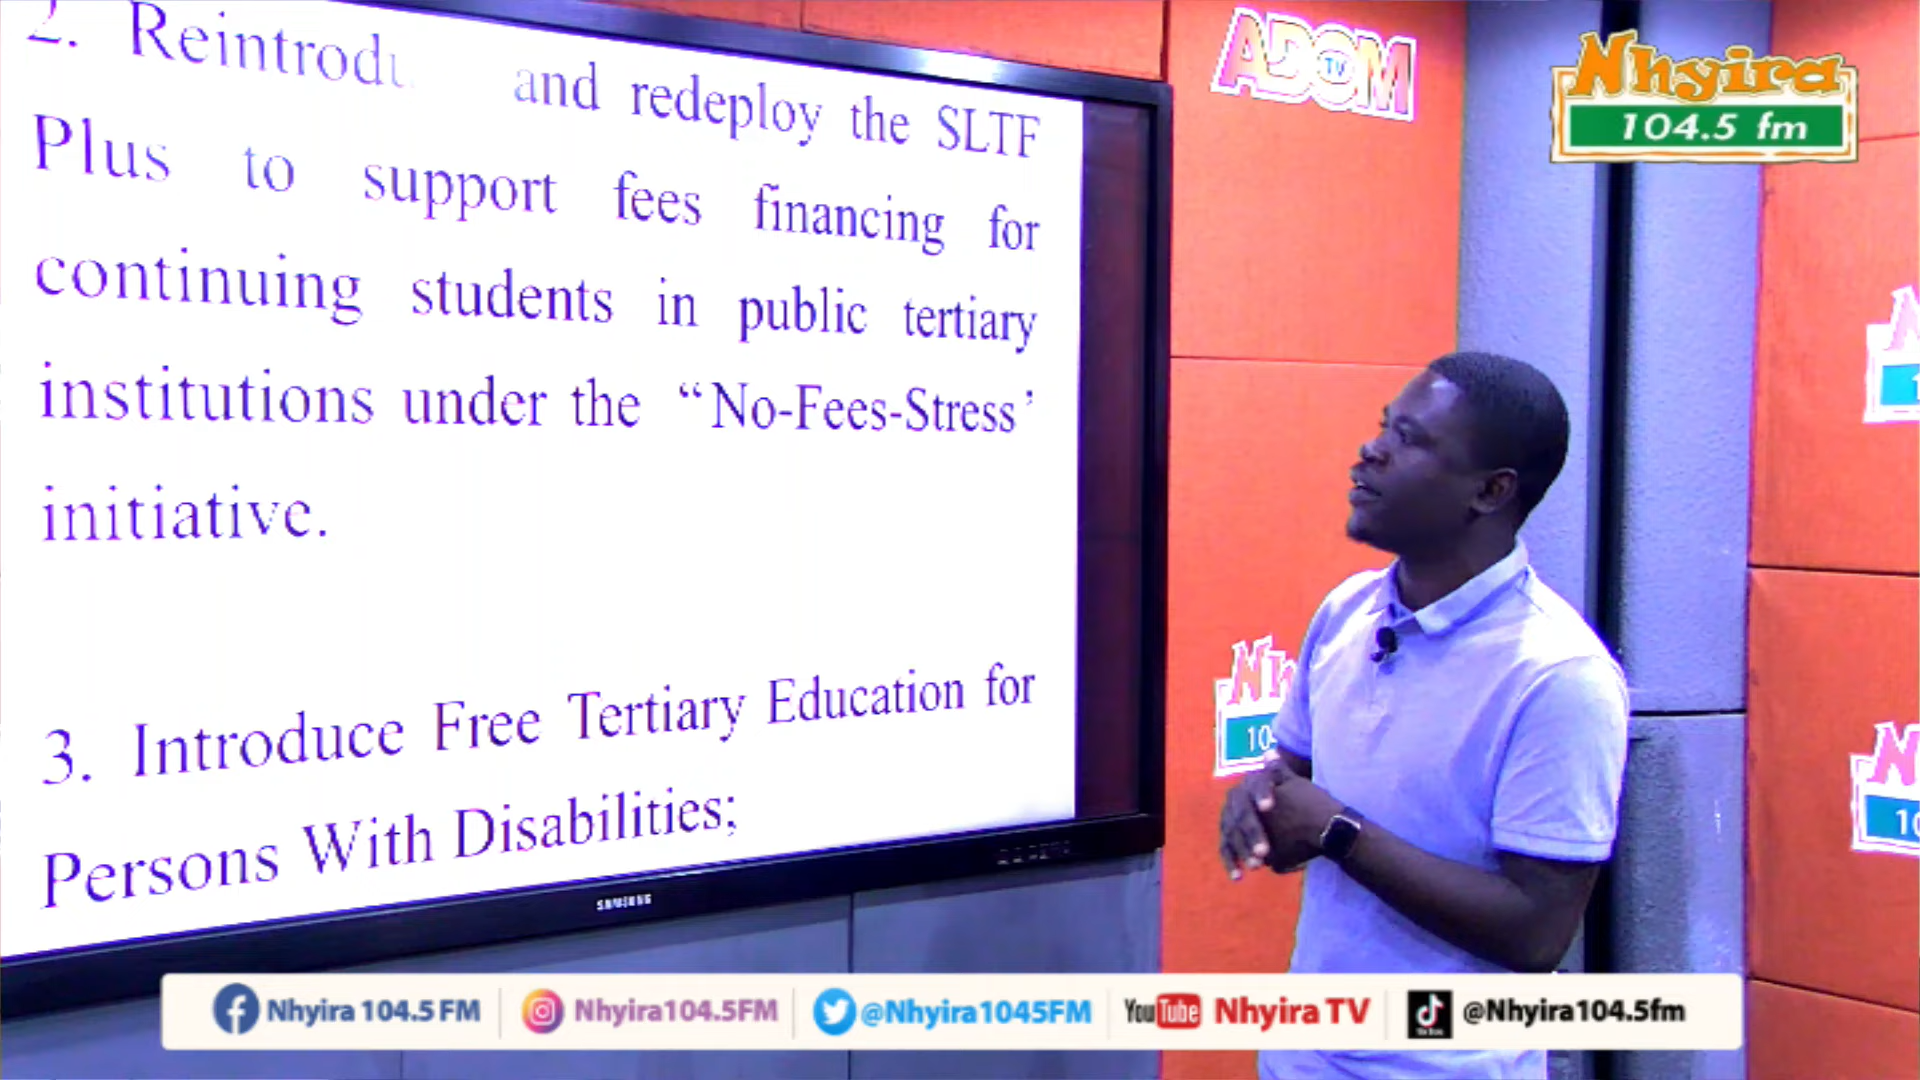 2. and redeploy the SLTF
Plus to support fees financing for
continuing students in public tertiary
institutions under the “No-Fees-Stress’
initiative.
3. Introduce Free Tertiary Education for
Persons With Disabilities;
SAMSUNG
ADOM
TV
Nhyira
104.5 fm
Nhyira 104.5 FM
Nhyira104.5FM
@Nhyira1045FM
YouTube Nhyira TV
@Nhyira104.5fm